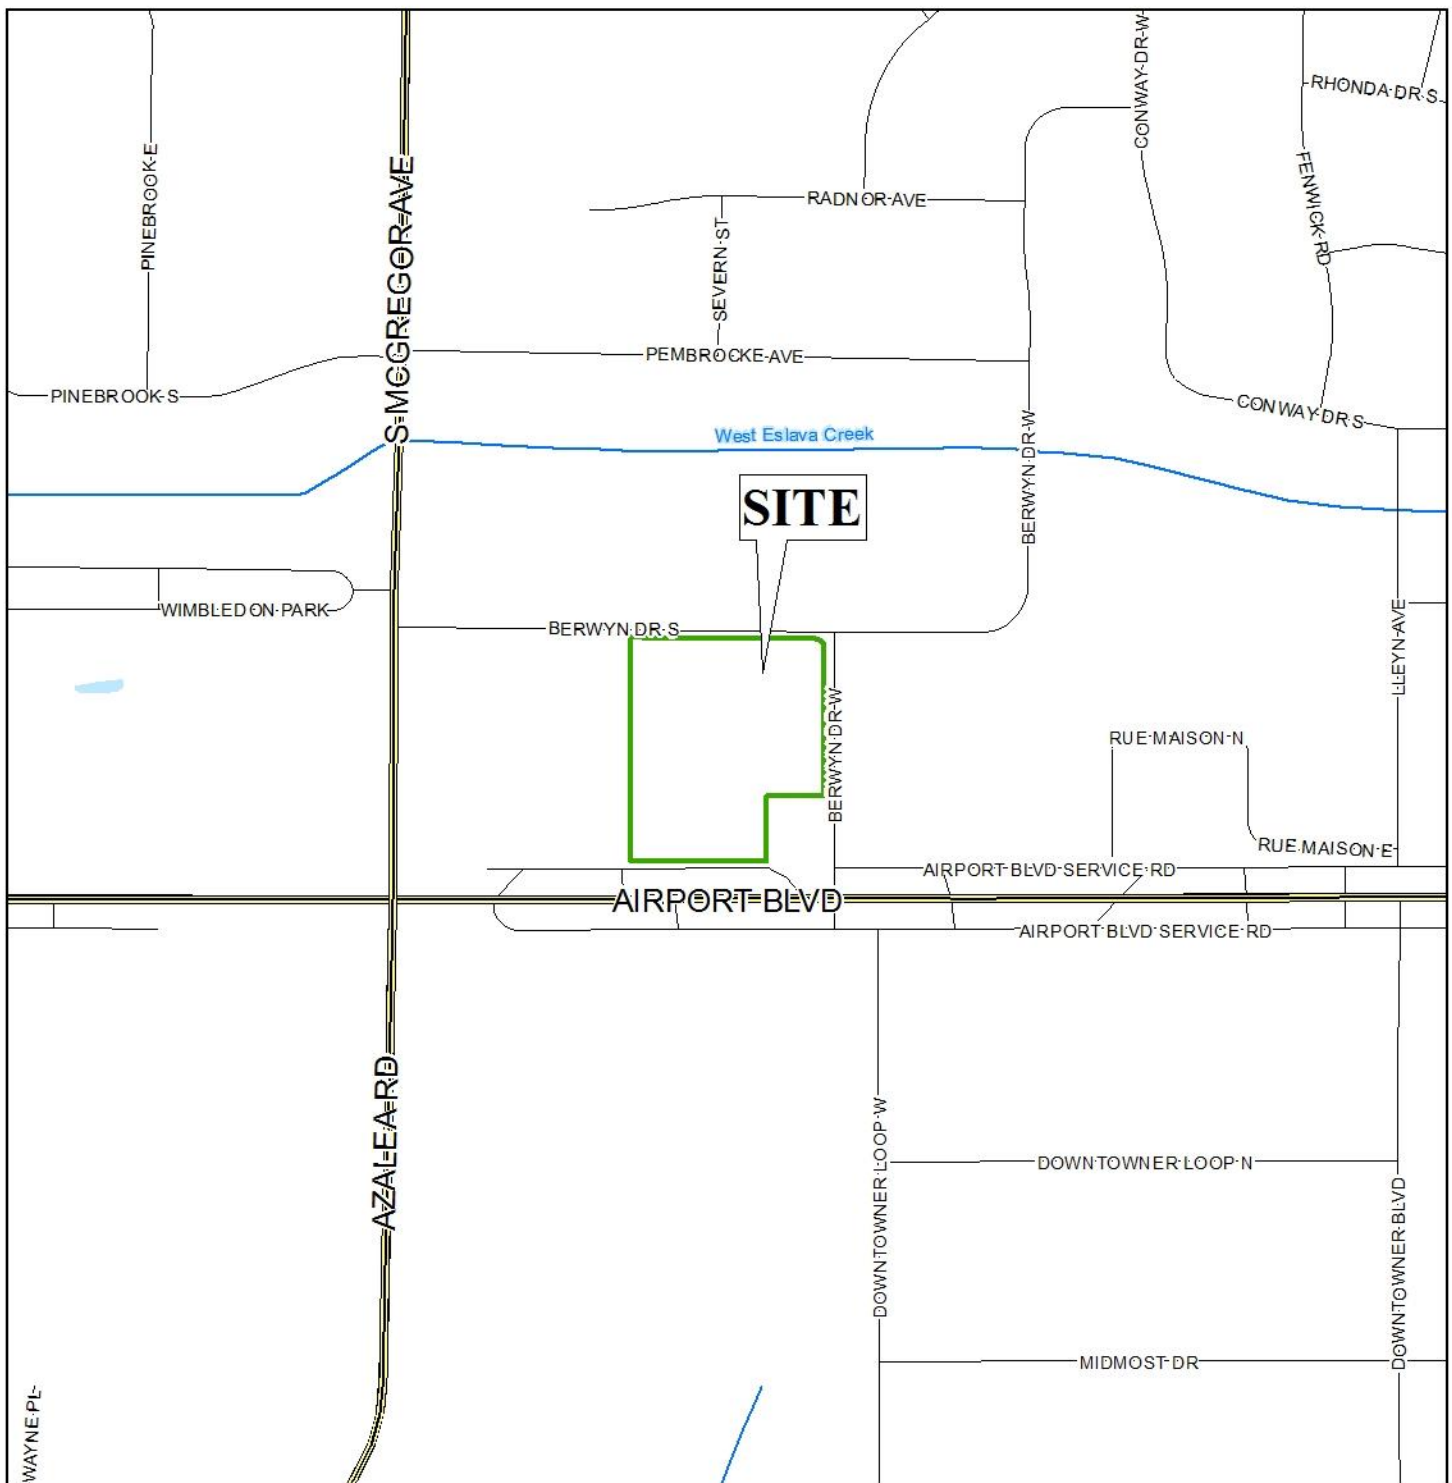 CONWAY DR W
RHONDA DR S
PINEBROOK E
S MCGREGOR AVE
FENWICK RD
RADNOR AVE
SEVERN ST
PEMBROCKE AVE
PINEBROOK S
CONWAY DR S
West Eslava Creek
BERWYN DR W
SITE
WIMBLEDON PARK
BERWYN DR S
LLEYN AVE
BERWYN DR W
RUE MAISON N
RUE MAISON E
AIRPORT BLVD SERVICE RD
AIRPORT BLVD
AIRPORT BLVD SERVICE RD
AZALEA RD
DOWNTOWNER LOOP W
DOWNTOWNER LOOP N
DOWNTOWNER BLVD
MIDMOST DR
WAYNE PL